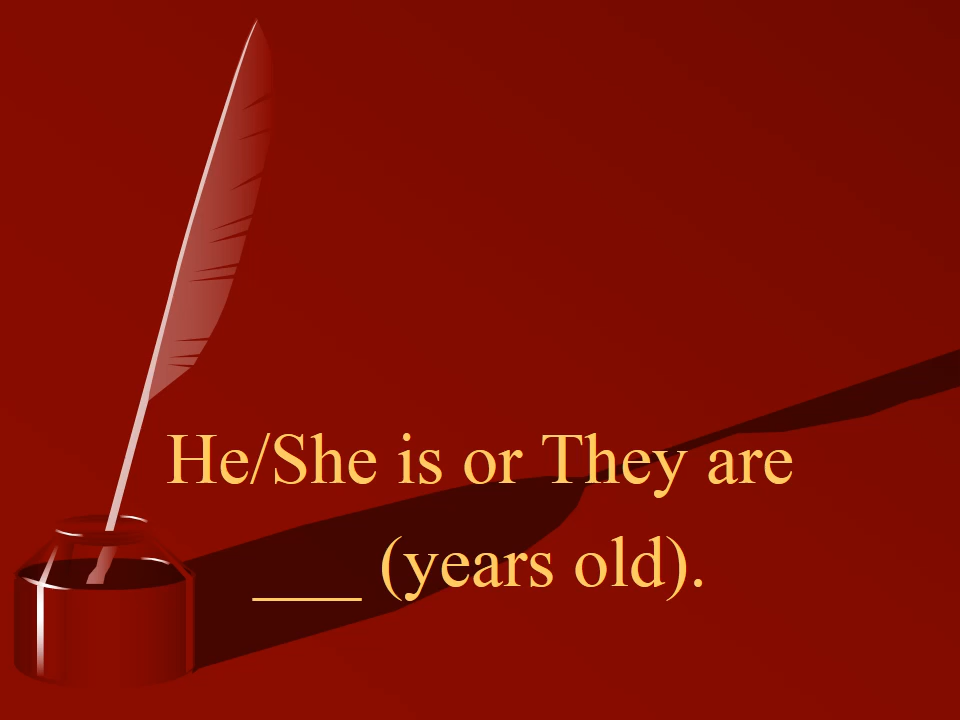 He/She is or They are
___ (years old).